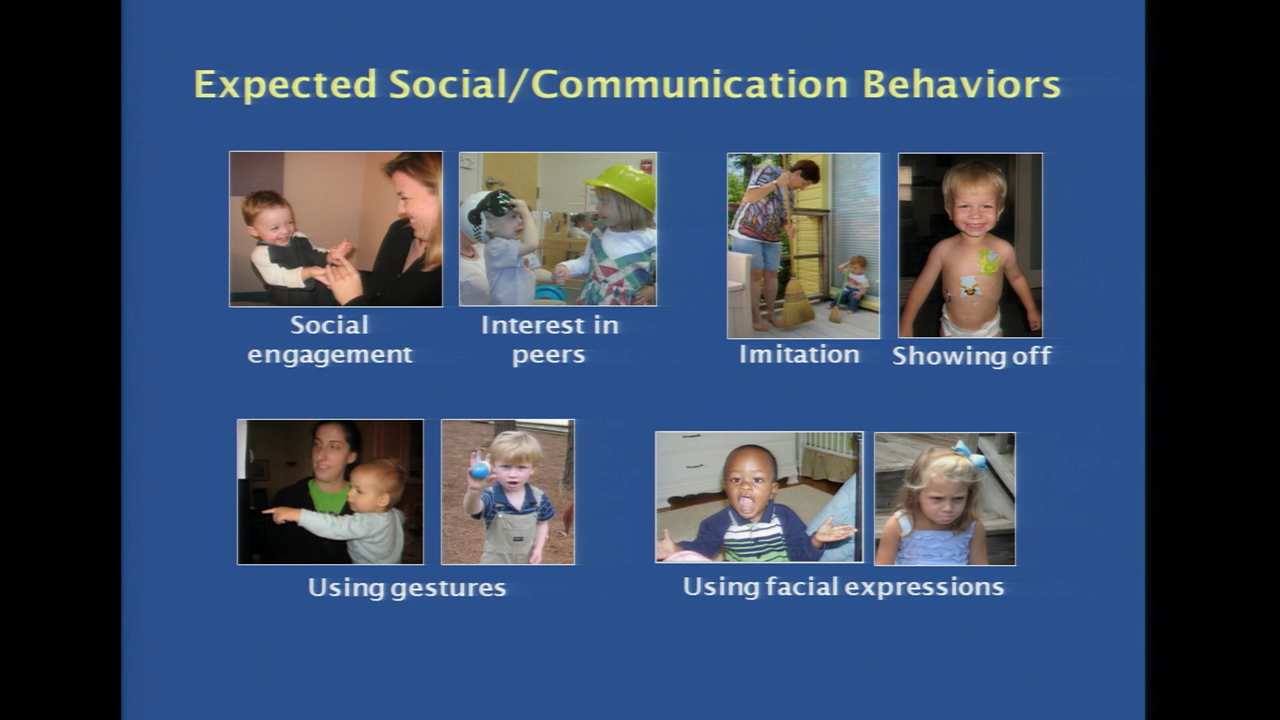 Expected Social/Communication Behaviors
Social
engagement
Interest in
peers
Imitation
Showing off
Using gestures
Using facial expressions